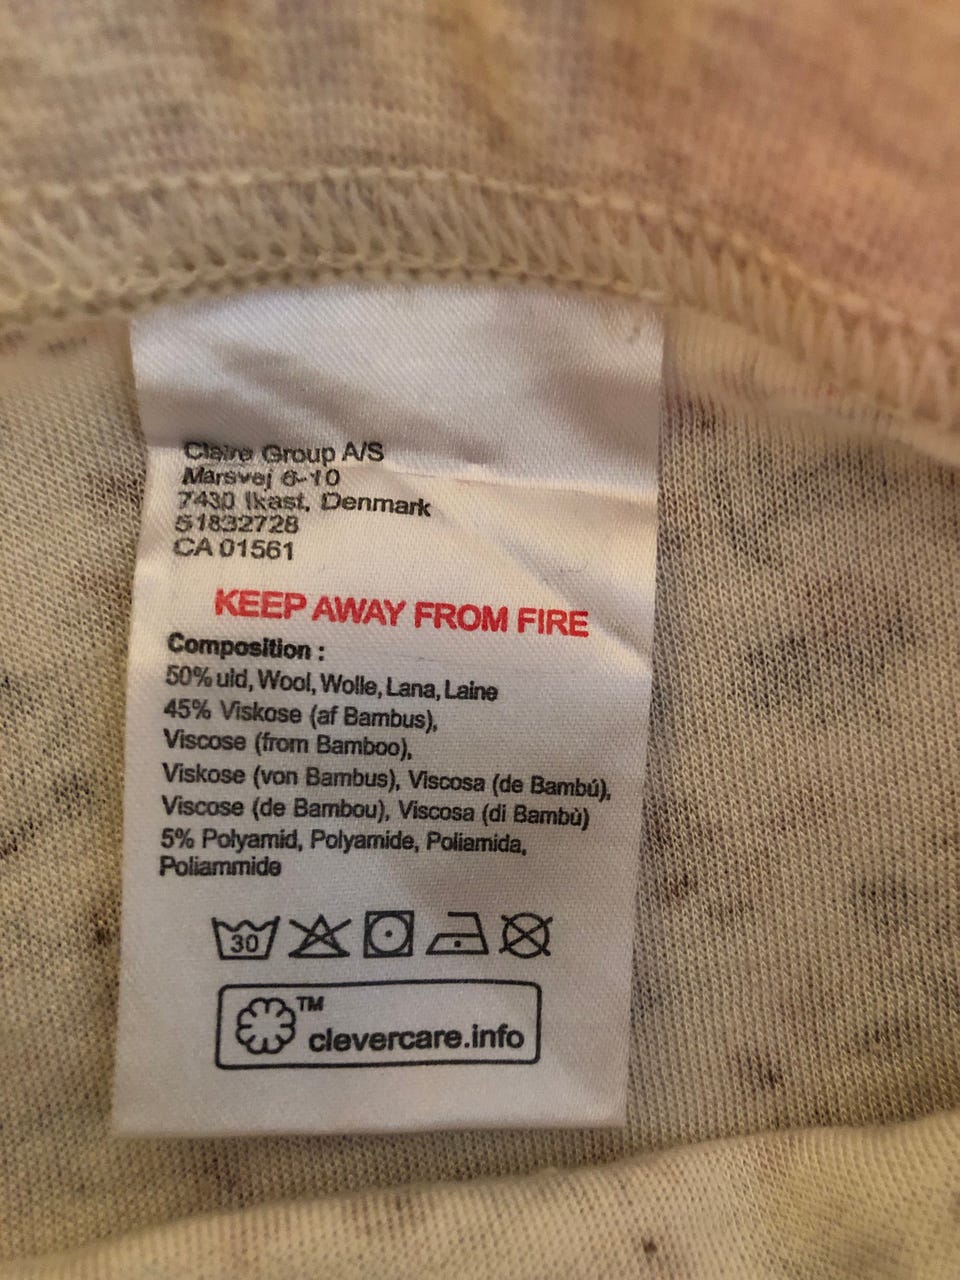 Claire Group A/S
Marsvej 6-10
7430 Ikast, Denmark
51832728
CA 01561
KEEP AWAY FROM FIRE
Composition :
50% uld, Wool, Wolle, Lana, Laine
45% Viskose (af Bambus),
Viscose (from Bamboo),
Viskose (von Bambus), Viscosa (de Bambú),
Viscose (de Bambou), Viscosa (di Bambù)
5% Polyamid, Polyamide, Poliamida,
Poliammide
30
TM
clevercare.info